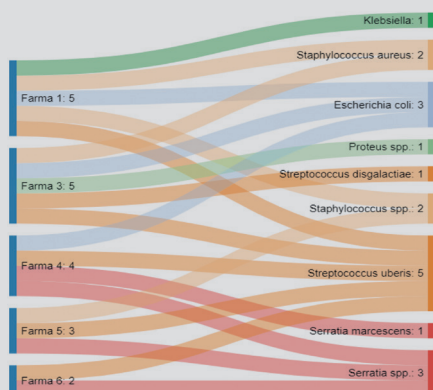 Klebsiella: 1
Staphylococcus aureus: 2
Farma 1: 5
Escherichia coli: 3
Proteus spp.: 1
Farma 3: 5
Streptococcus disgalactiae: 1
Staphylococcus spp.: 2
Farma 4: 4
Streptococcus uberis: 5
Farma 5: 3
Serratia marcescens: 1
Serratia spp.: 3
Farma 6: 2